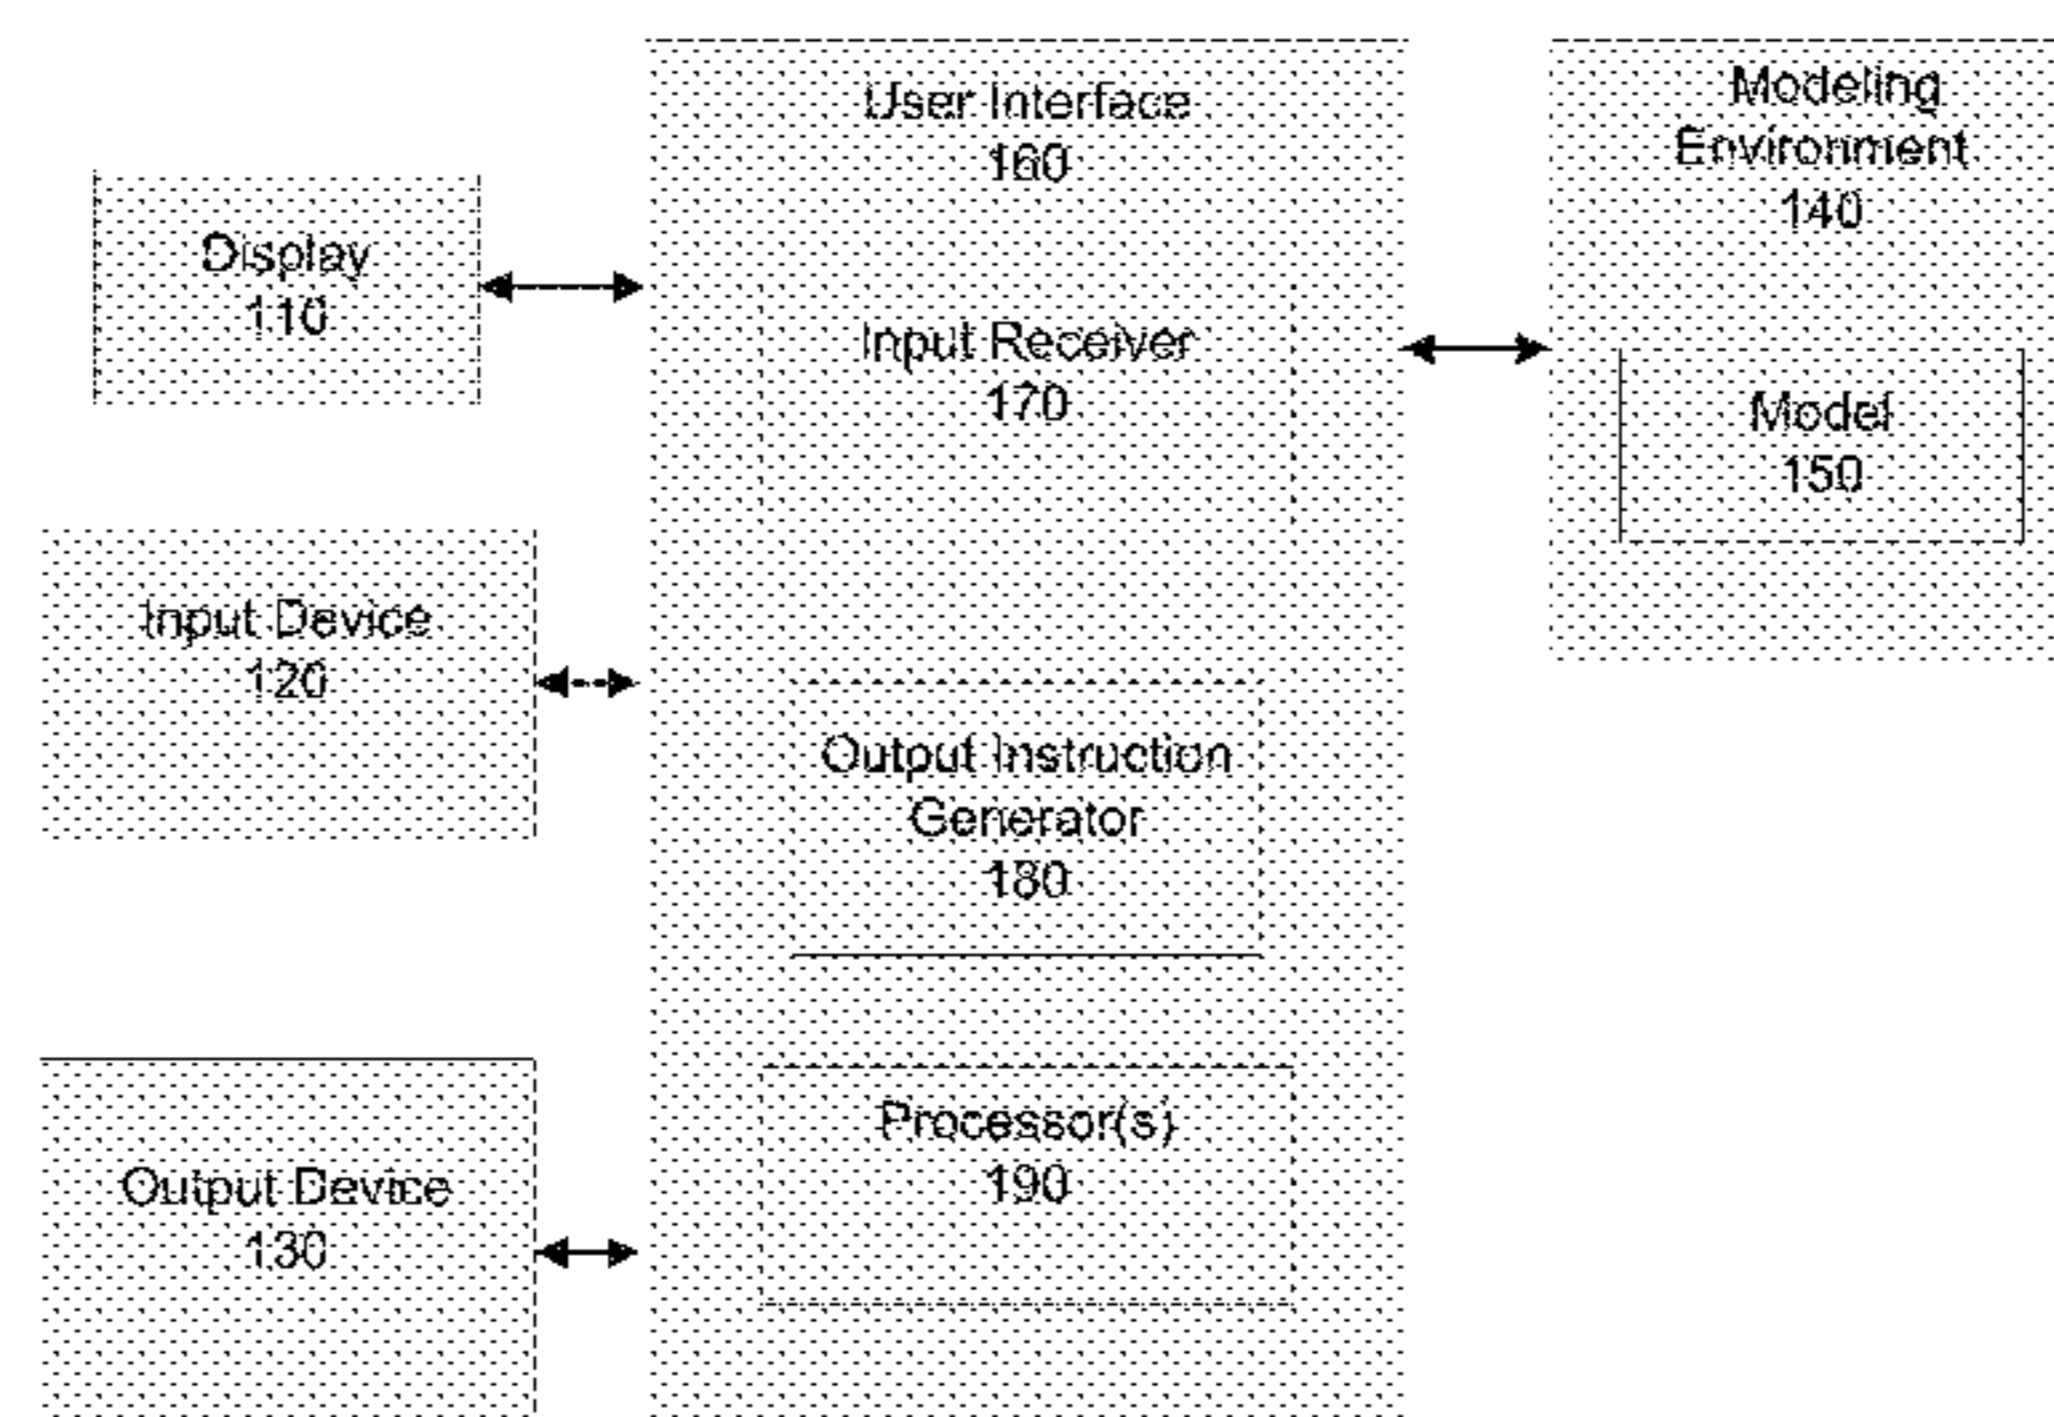 Display
110
Input Device
120
Output Device
130
User Interface
160
Input Receiver
170
Output Instruction
Generator
180
Processor(s)
190
Modeling
Environment
140
Model
150